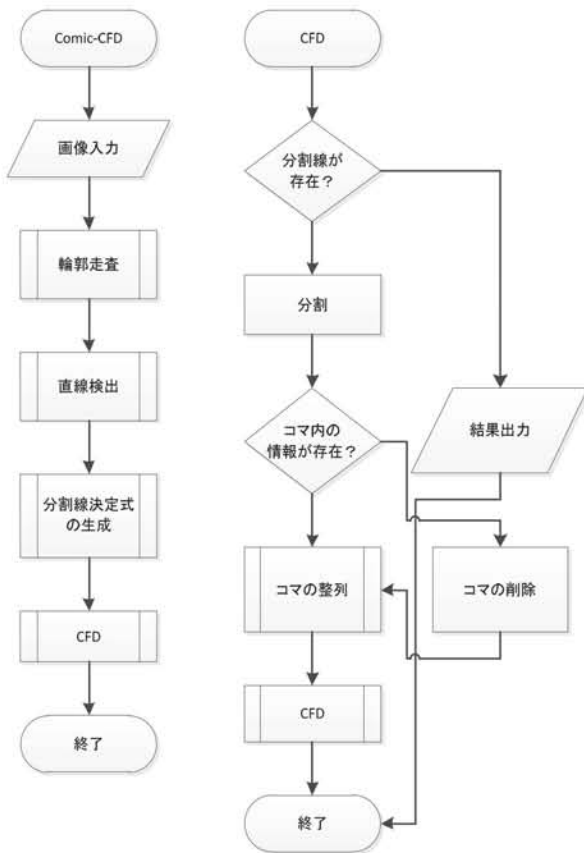 Comic-CFD
画像入力
輪郭走査
直線検出
分割線決定式
の生成
CFD
終了
CFD
分割線が
存在？
分割
コマ内の
情報が存在？
結果出力
コマの整列
コマの削除
CFD
終了